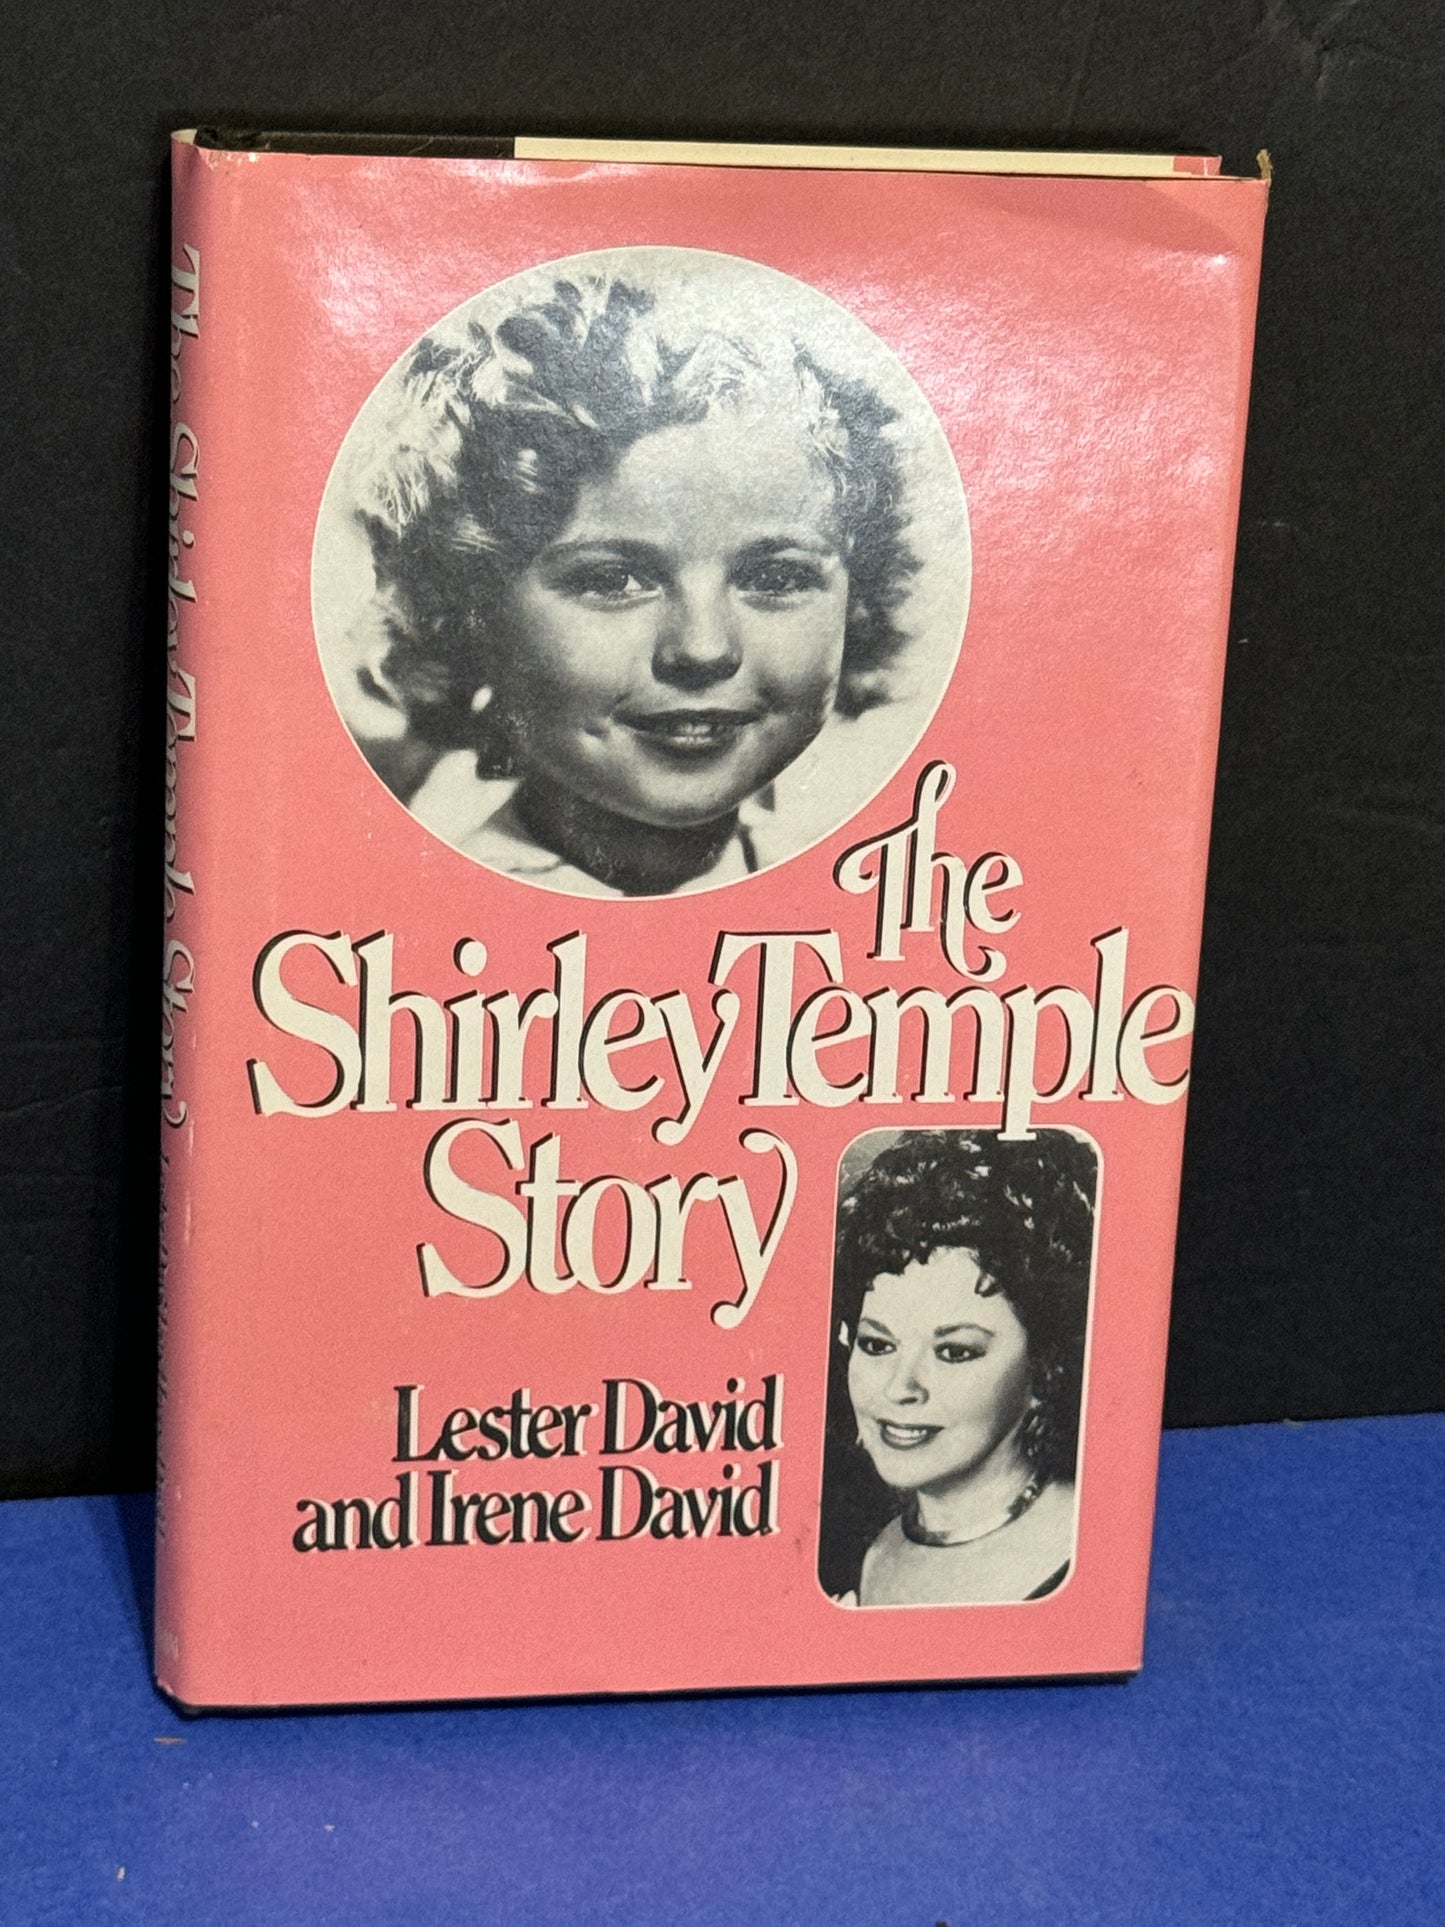 The
Shirley Temple
Story
Lester David
and Irene David
The Shirley Temple Story